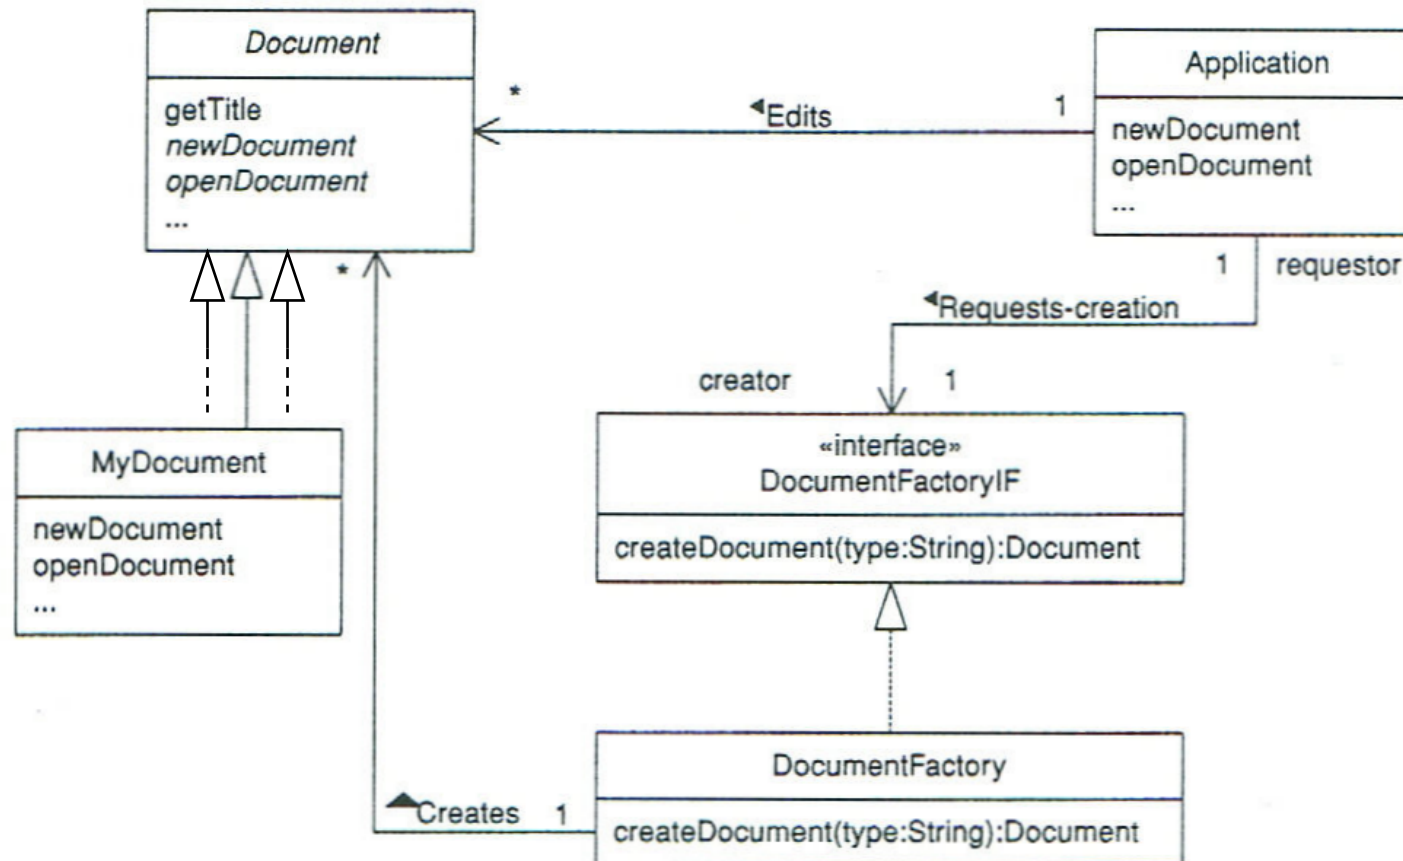 Document
getTitle
newDocument
openDocument
...
*
Edits
1
Application
newDocument
openDocument
...
*
1
requestor
Requests-creation
creator
1
MyDocument
newDocument
openDocument
...
«interface»
DocumentFactoryIF
createDocument(type:String):Document
DocumentFactory
createDocument(type:String):Document
Creates
1